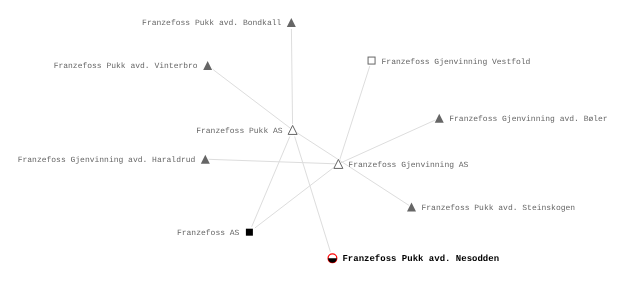 Franzefoss Pukk avd. Bondkall
Franzefoss Gjenvinning Vestfold
Franzefoss Pukk avd. Vinterbro
Franzefoss Gjenvinning avd. Bøler
Franzefoss Pukk AS
Franzefoss Gjenvinning avd. Haraldrud
Franzefoss Gjenvinning AS
Franzefoss Pukk avd. Steinskogen
Franzefoss AS
Franzefoss Pukk avd. Nesodden